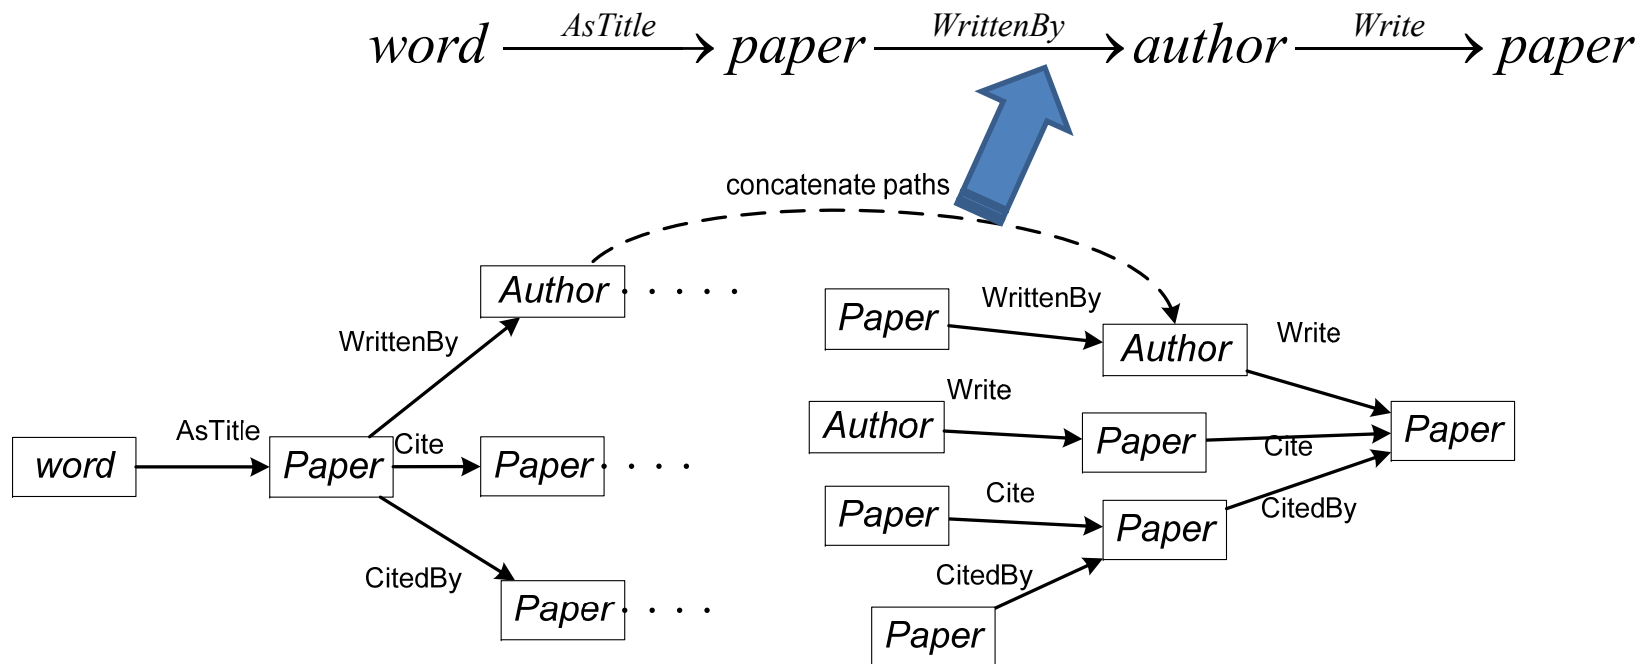 word AsTitle paper WrittenBy author Write paper
concatenate paths
Author . . . . .
WrittenBy
word
AsTitle
Paper
Cite
Paper . . . .
CitedBy
Paper . . . .
Paper
WrittenBy
Author
Write
Author
Write
Paper
Cite
Paper
Paper
Cite
Paper
CitedBy
CitedBy
Paper